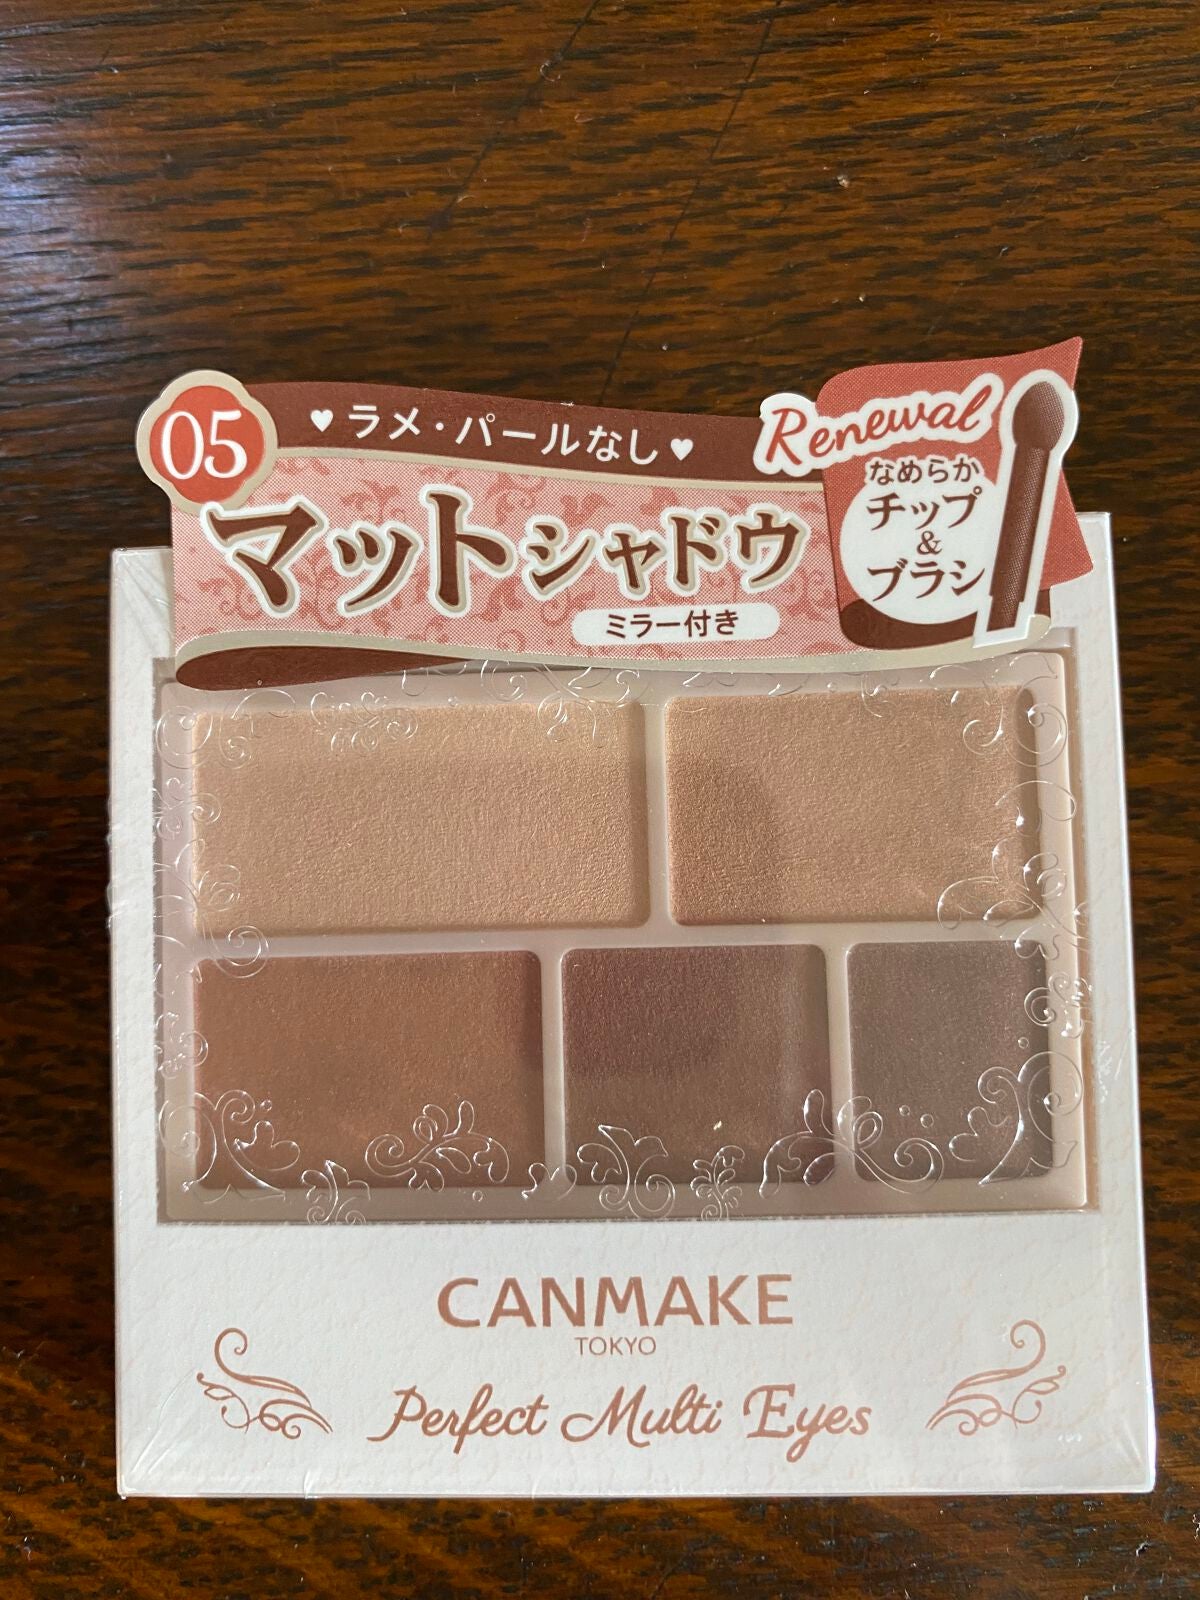 05
♥ラメ・パールなし♥
マットシャドウ
ミラー付き
Renewal
なめらか
チップ
&
ブラシ
CANMAKE
TOKYO
Perfect Multi Eyes